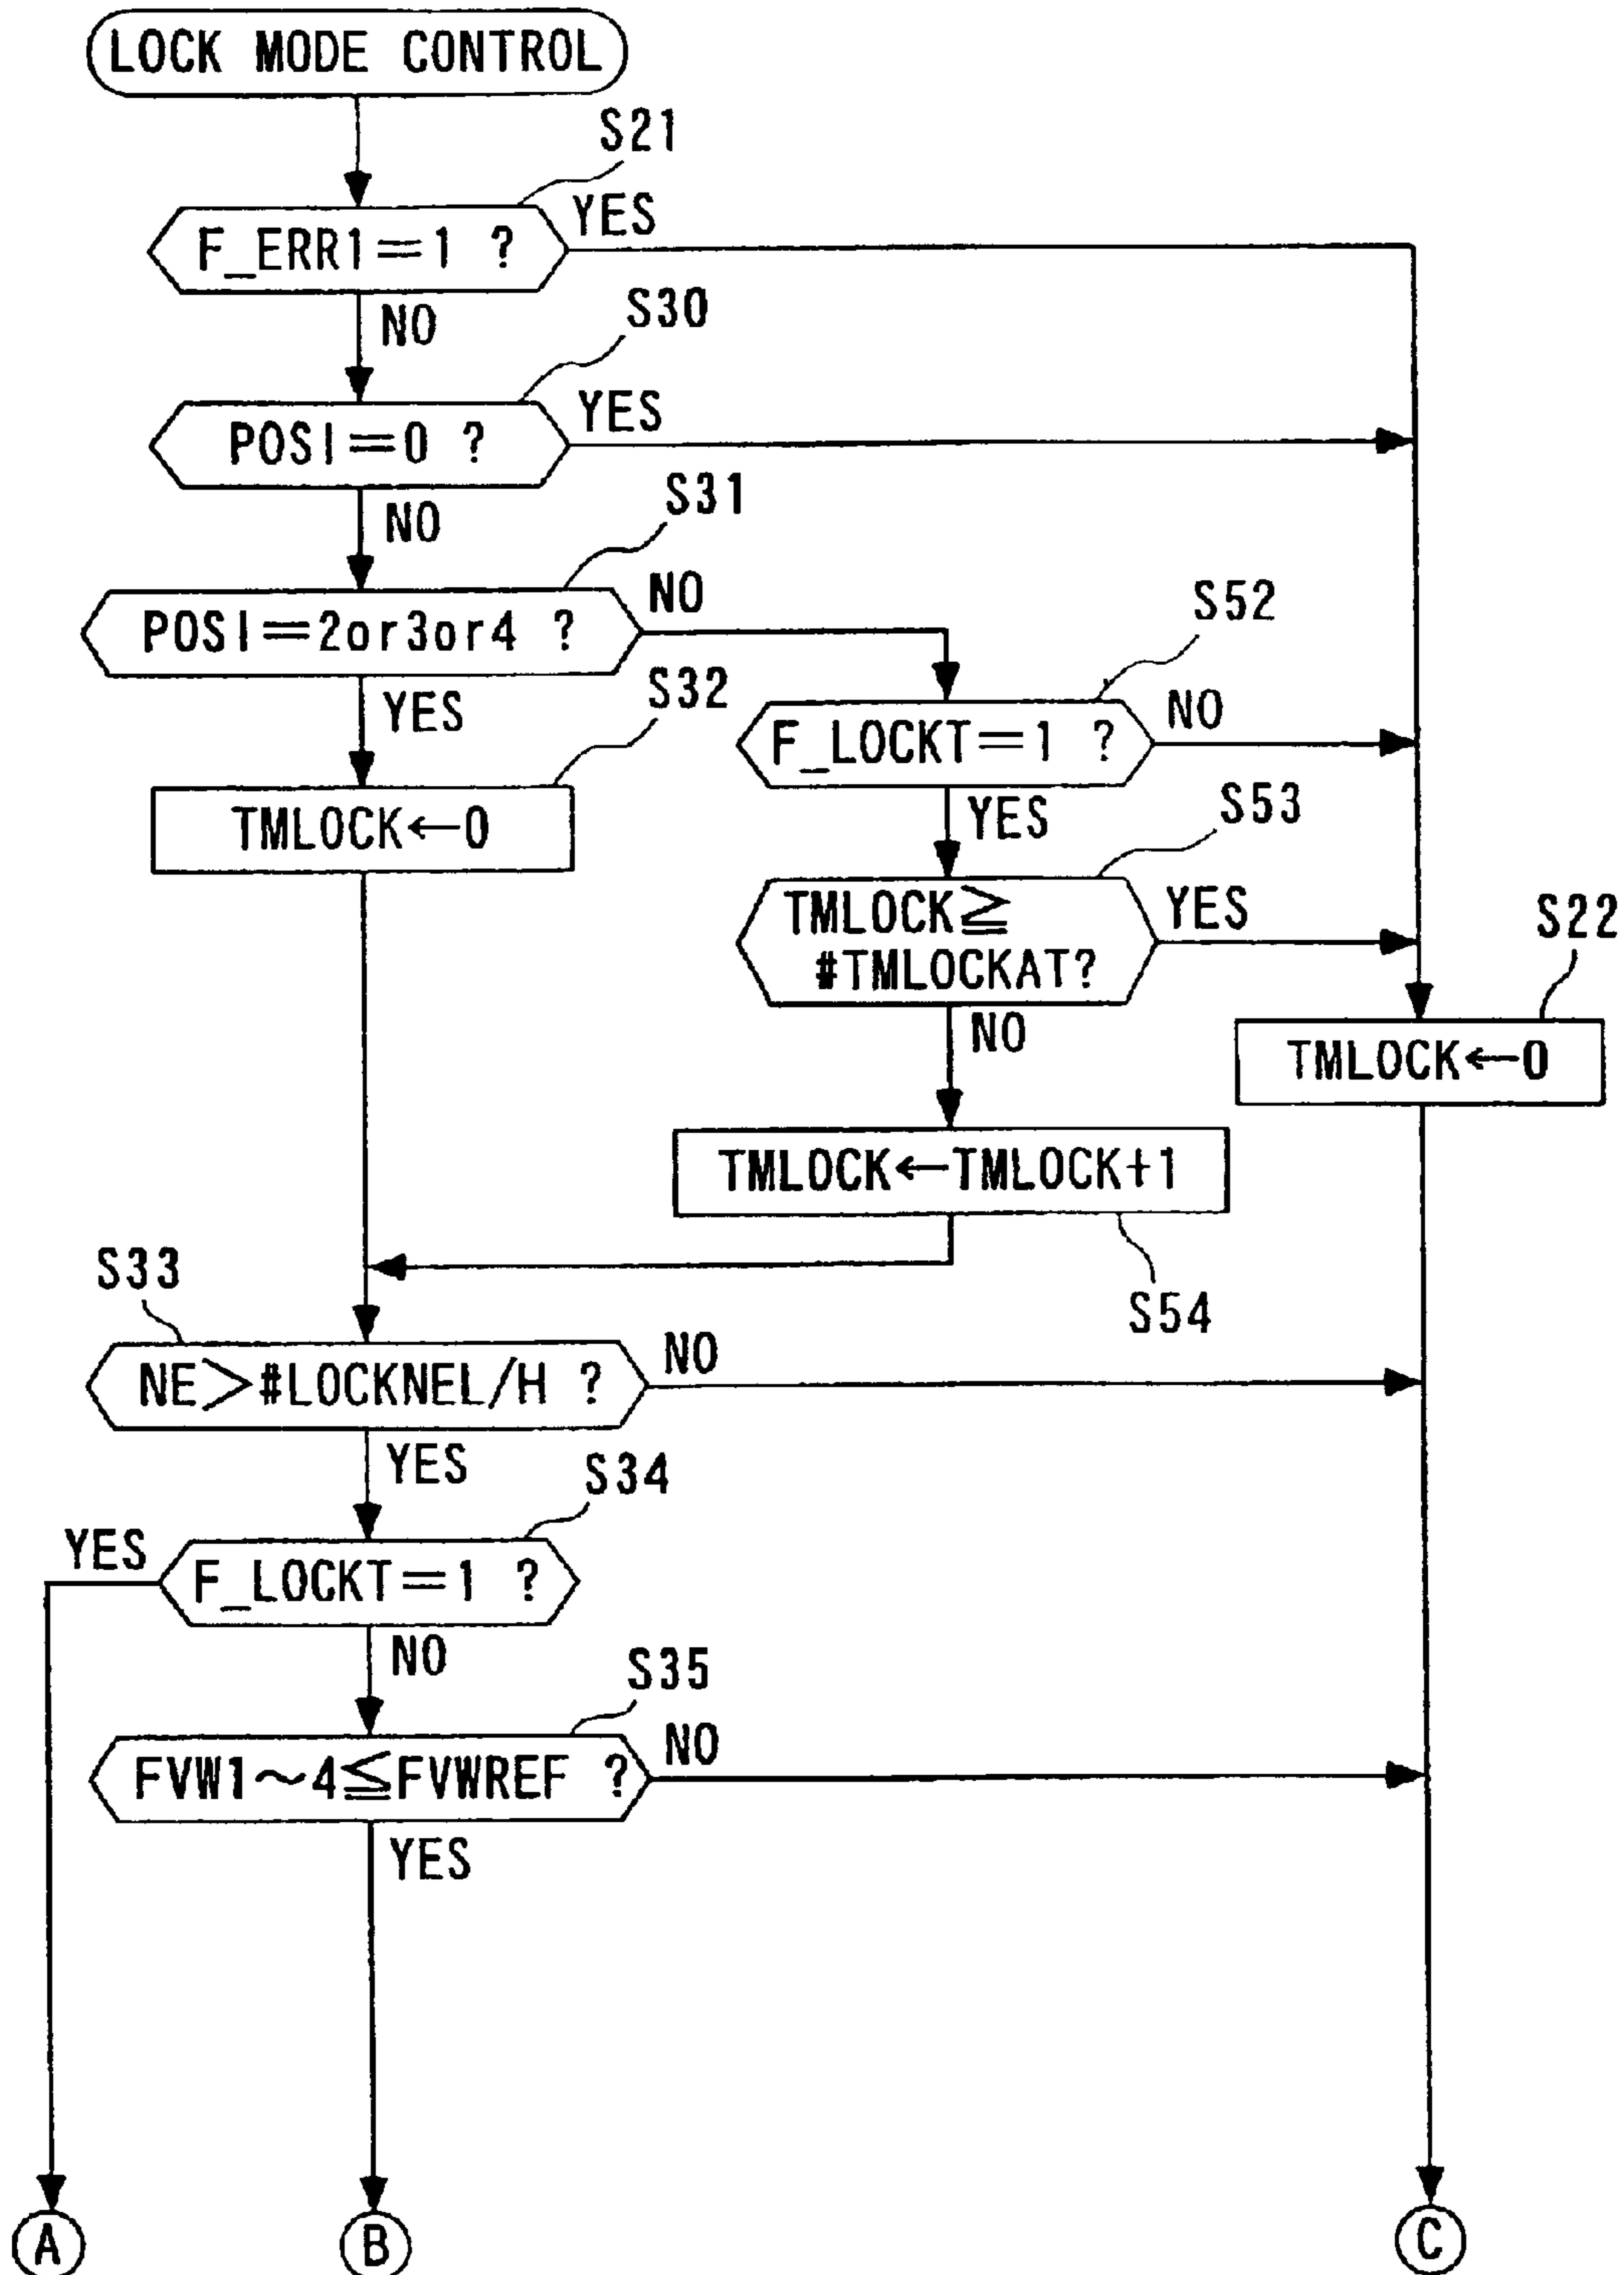 LOCK MODE CONTROL
S21
F_ERR1=1 ?
YES
NO
S30
POSI=0 ?
YES
NO
S31
POSI=2or3or4 ?
NO
YES
S32
TMLOCK←0
S52
F_LOCKT=1 ?
NO
YES
S53
TMLOCK≧
#TMLOCKAT?
YES
NO
S22
TMLOCK←0
TMLOCK←TMLOCK+1
S54
S33
NE>#LOCKNEL/H ?
NO
YES
S34
YES
F_LOCKT=1 ?
NO
S35
FVW1~4≦FVWREF ?
NO
YES
A
B
C